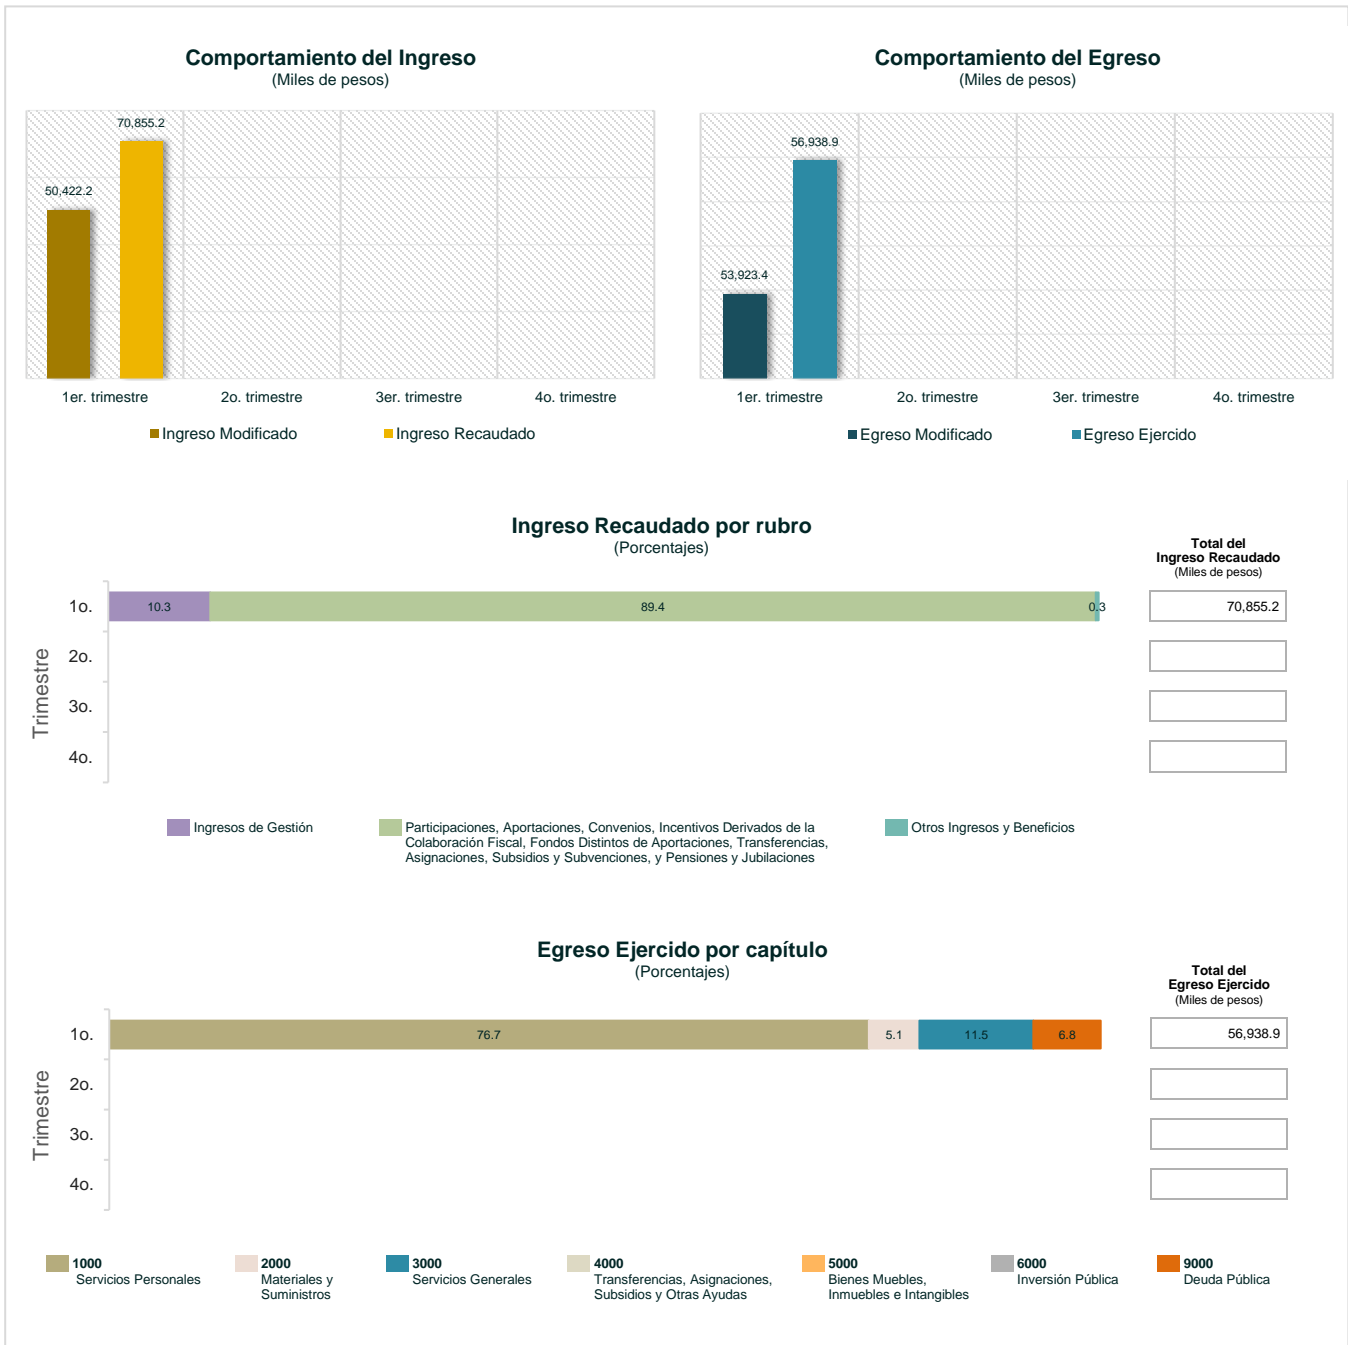 Comportamiento del Ingreso
(Miles de pesos)
70,855.2
50,422.2
1er. trimestre
2o. trimestre
3er. trimestre
4o. trimestre
Ingreso Modificado
Ingreso Recaudado
Comportamiento del Egreso
(Miles de pesos)
56,938.9
53,923.4
1er. trimestre
2o. trimestre
3er. trimestre
4o. trimestre
Egreso Modificado
Egreso Ejercido
Ingreso Recaudado por rubro
(Porcentajes)
Total del
Ingreso Recaudado
(Miles de pesos)
Trimestre
1o.
10.3
89.4
0.3
70,855.2
2o.
3o.
4o.
Ingresos de Gestión
Participaciones, Aportaciones, Convenios, Incentivos Derivados de la
Colaboración Fiscal, Fondos Distintos de Aportaciones, Transferencias,
Asignaciones, Subsidios y Subvenciones, y Pensiones y Jubilaciones
Otros Ingresos y Beneficios
Egreso Ejercido por capítulo
(Porcentajes)
Total del
Egreso Ejercido
(Miles de pesos)
Trimestre
1o.
76.7
5.1
11.5
6.8
56,938.9
2o.
3o.
4o.
1000
Servicios Personales
2000
Materiales y
Suministros
3000
Servicios Generales
4000
Transferencias, Asignaciones,
Subsidios y Otras Ayudas
5000
Bienes Muebles,
Inmuebles e Intangibles
6000
Inversión Pública
9000
Deuda Pública